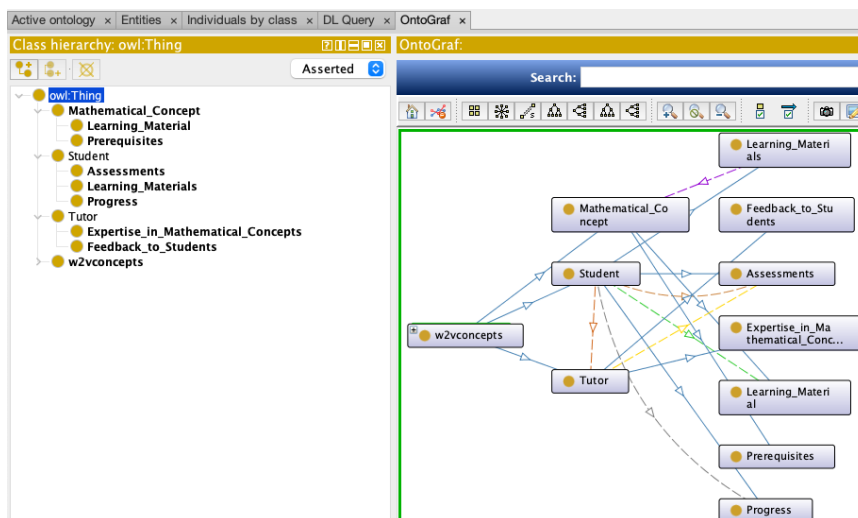 Active ontology × Entities × Individuals by class × DL Query × OntoGraf ×
Class hierarchy: owl:Thing
Asserted
owl:Thing
Mathematical_Concept
Learning_Material
Prerequisites
Student
Assessments
Learning_Materials
Progress
Tutor
Expertise_in_Mathematical_Concepts
Feedback_to_Students
w2vconcepts
OntoGraf:
Search:
Learning_Materi
als
Mathematical_Co
ncept
Feedback_to_Stu
dents
Student
Assessments
w2vconcepts
Expertise_in_Ma
thematical_Conc...
Tutor
Learning_Materi
al
Prerequisites
Progress